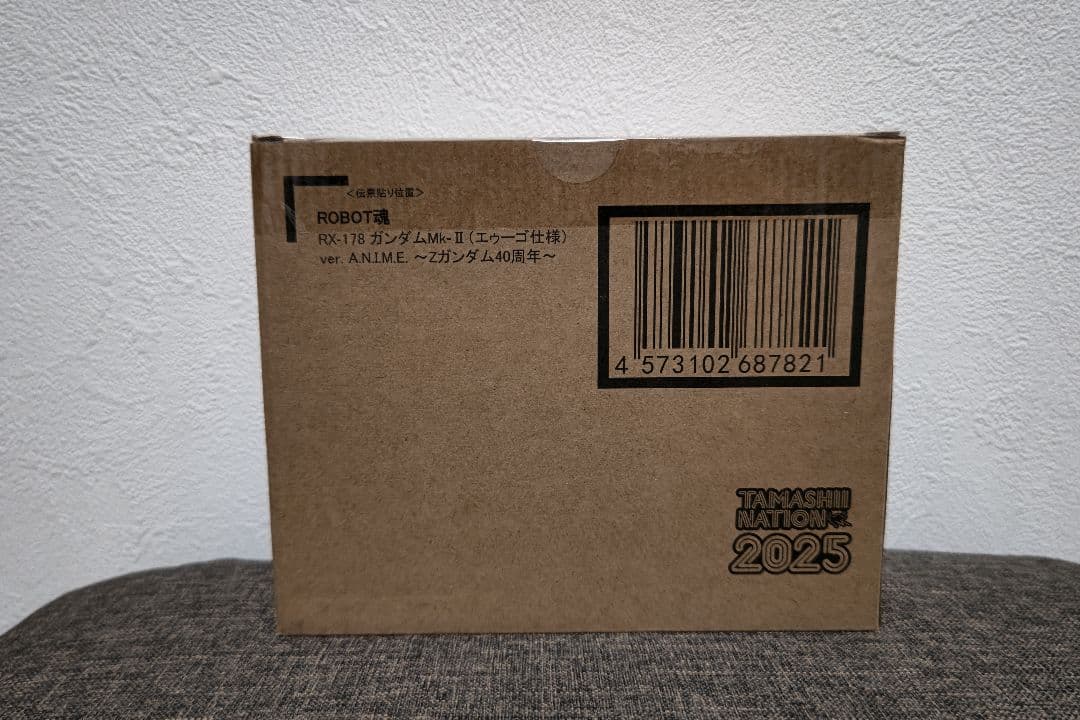 ＜伝票貼り位置＞
ROBOT魂
RX-178 ガンダムMk-Ⅱ（エゥーゴ仕様）
ver. A.N.I.M.E. ～Zガンダム40周年～
4 573102 687821
TAMASHII
NATION
2025